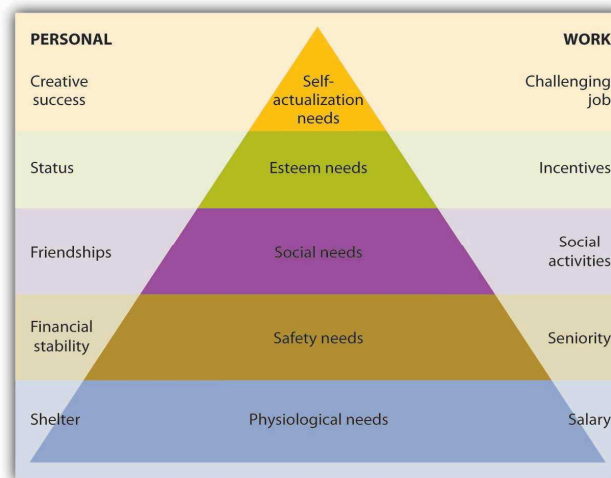 PERSONAL
WORK
Creative
success
Self-
actualization
needs
Challenging
job
Status
Esteem needs
Incentives
Friendships
Social needs
Social
activities
Financial
stability
Safety needs
Seniority
Shelter
Physiological needs
Salary